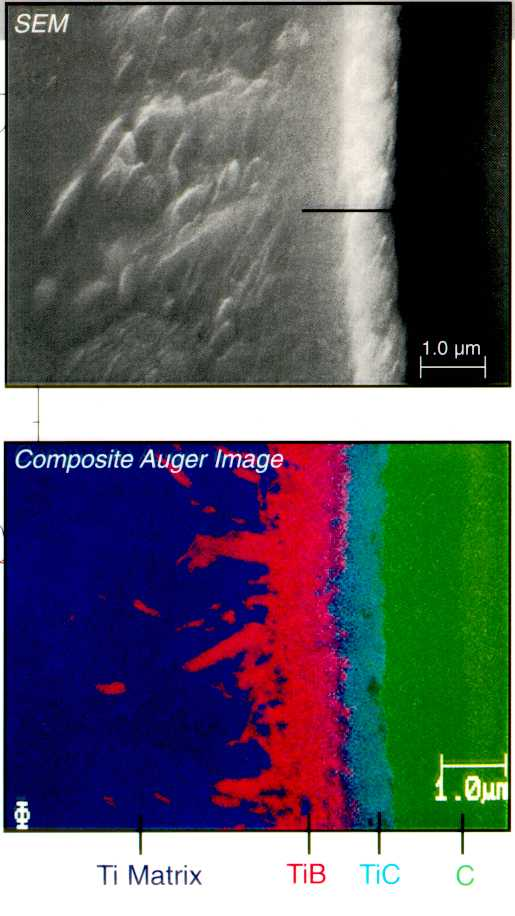 SEM
1.0 µm
Composite Auger Image
1.0µm
Φ
Ti Matrix TiB TiC C